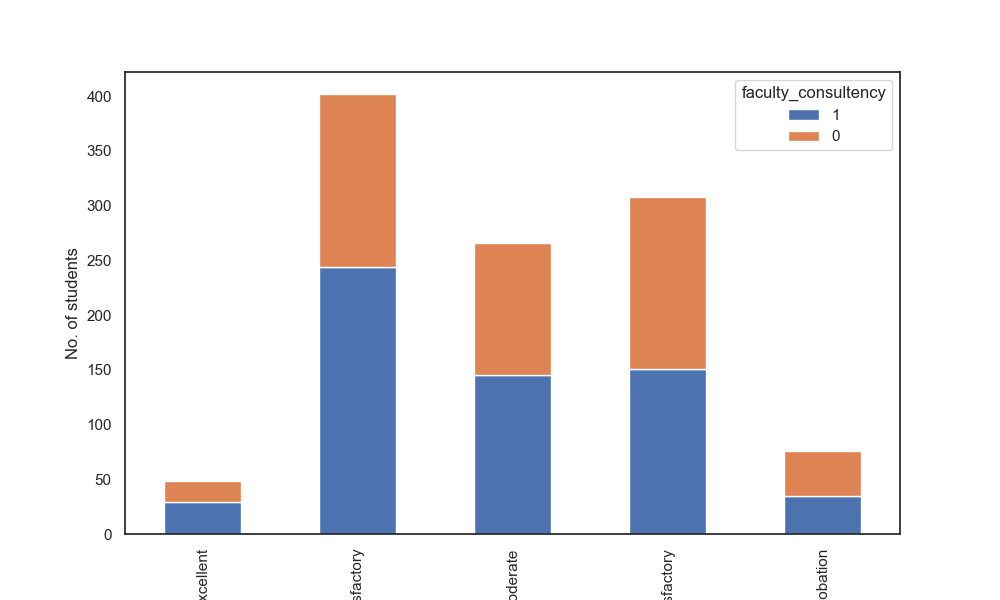 faculty_consultency
1
0
No. of students
400
350
300
250
200
150
100
50
0
xcellent
sfactory
oderate
sfactory
obation